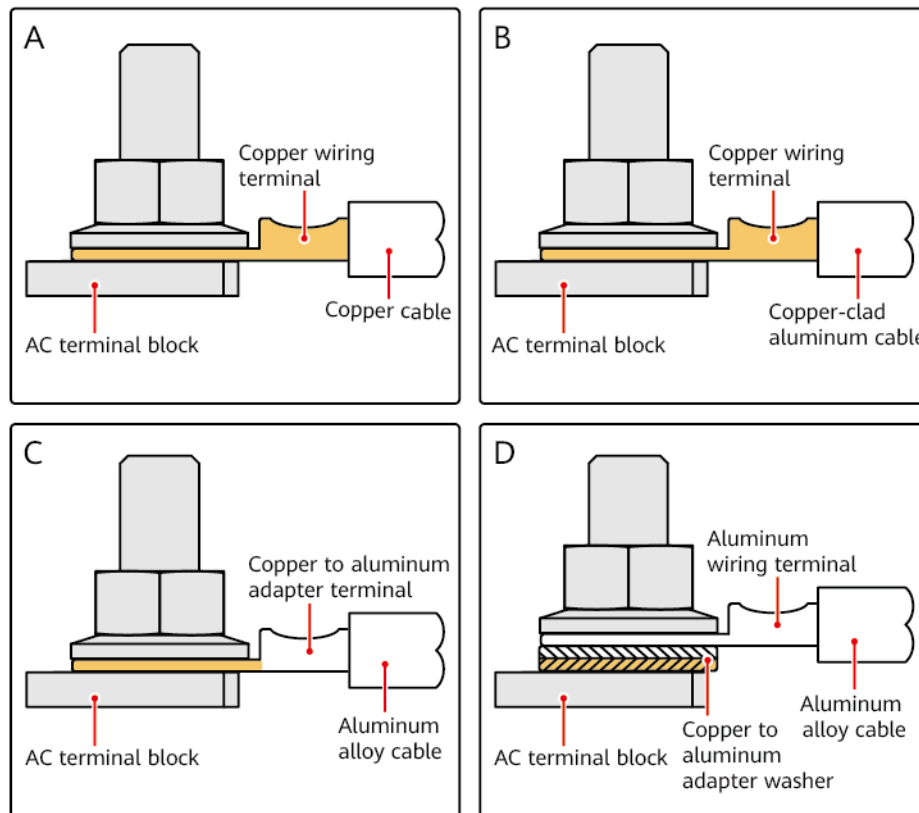 A
Copper wiring
terminal
Copper cable
AC terminal block
B
Copper wiring
terminal
Copper-clad
aluminum cable
AC terminal block
C
Copper to aluminum
adapter terminal
Aluminum
alloy cable
AC terminal block
D
Aluminum
wiring terminal
Aluminum
alloy cable
Copper to
aluminum
adapter washer
AC terminal block